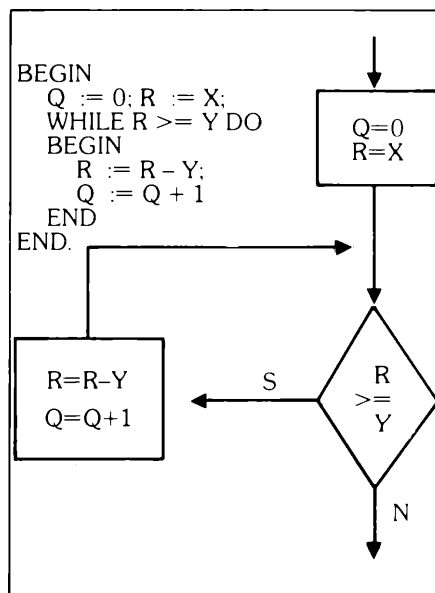 BEGIN
Q := 0; R := X;
WHILE R >= Y DO
BEGIN
R := R – Y;
Q := Q + 1
END
END.
Q=0
R=X
R
>=
Y
S
N
R=R–Y
Q=Q+1